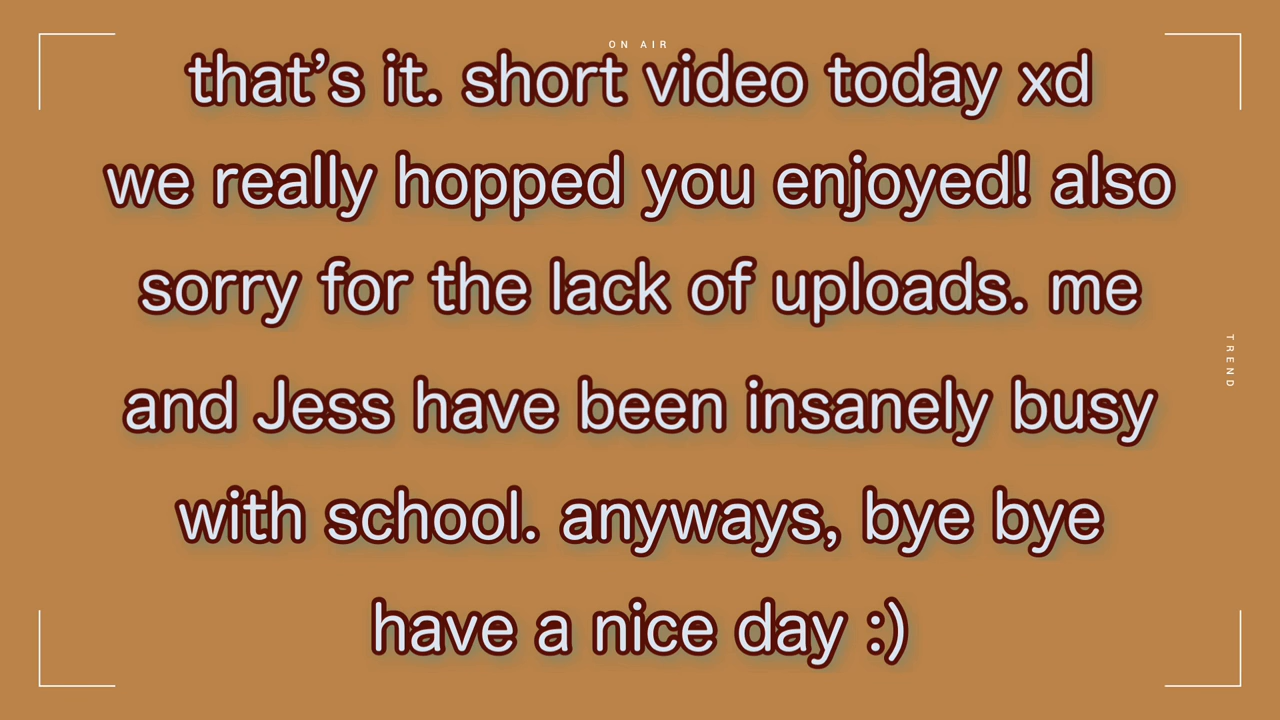 ON AIR
that's it. short video today xd
we really hopped you enjoyed! also
sorry for the lack of uploads. me
TREND
and Jess have been insanely busy
with school. anyways, bye bye
have a nice day :)